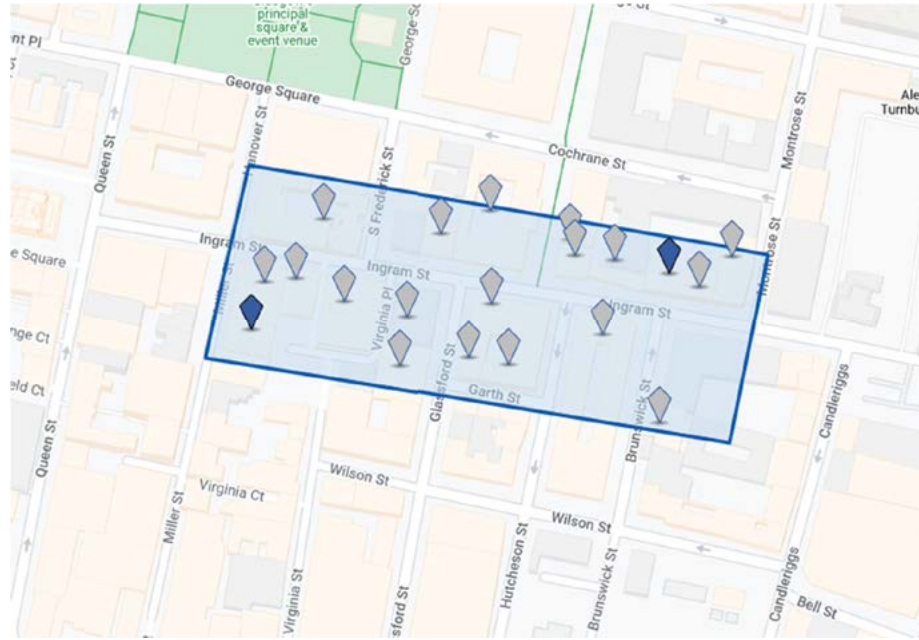 principal
square &
event venue
George Sq
nt Pl
George Square
Ale
Turnbu
Queen St
Hanover St
S Frederick St
Cochrane St
Montrose St
Ingram St
Ingram St
Ingram St
e Square
Miller St
Virginia Pl
Montrose St
nge Ct
Glassford St
Garth St
Brunswick St
Candleriggs
eld Ct
Queen St
Virginia Ct
Wilson St
Wilson St
Miller St
Virginia St
ssford St
Hutcheson St
Brunswick St
Candleriggs
Bell St